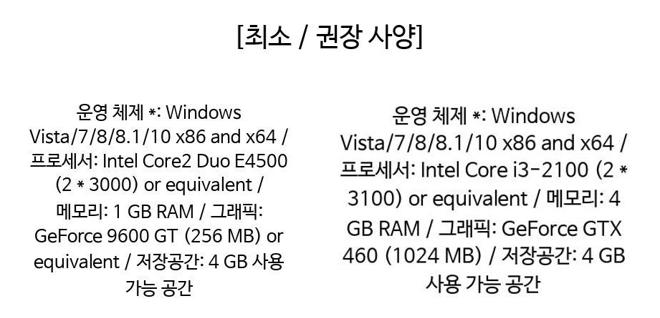 [최소 / 권장 사양]
운영 체제 *: Windows
Vista/7/8/8.1/10 x86 and x64 /
프로세서: Intel Core2 Duo E4500
(2 * 3000) or equivalent /
메모리: 1 GB RAM / 그래픽:
GeForce 9600 GT (256 MB) or
equivalent / 저장공간: 4 GB 사용
가능 공간
운영 체제 *: Windows
Vista/7/8/8.1/10 x86 and x64 /
프로세서: Intel Core i3-2100 (2 *
3100) or equivalent / 메모리: 4
GB RAM / 그래픽: GeForce GTX
460 (1024 MB) / 저장공간: 4 GB
사용 가능 공간